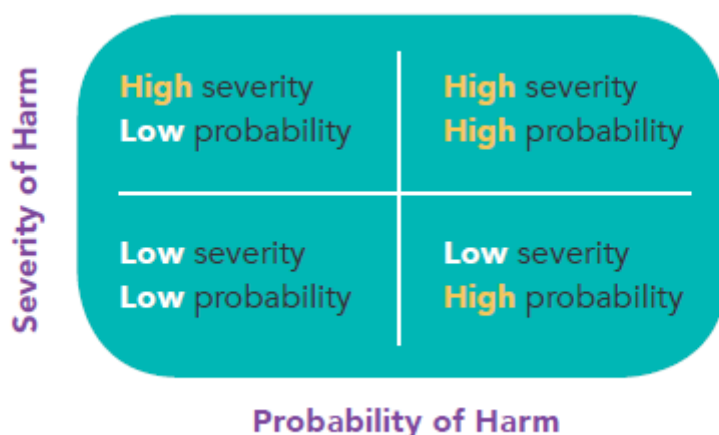 Severity of Harm
High severity
Low probability
High severity
High probability
Low severity
Low probability
Low severity
High probability
Probability of Harm